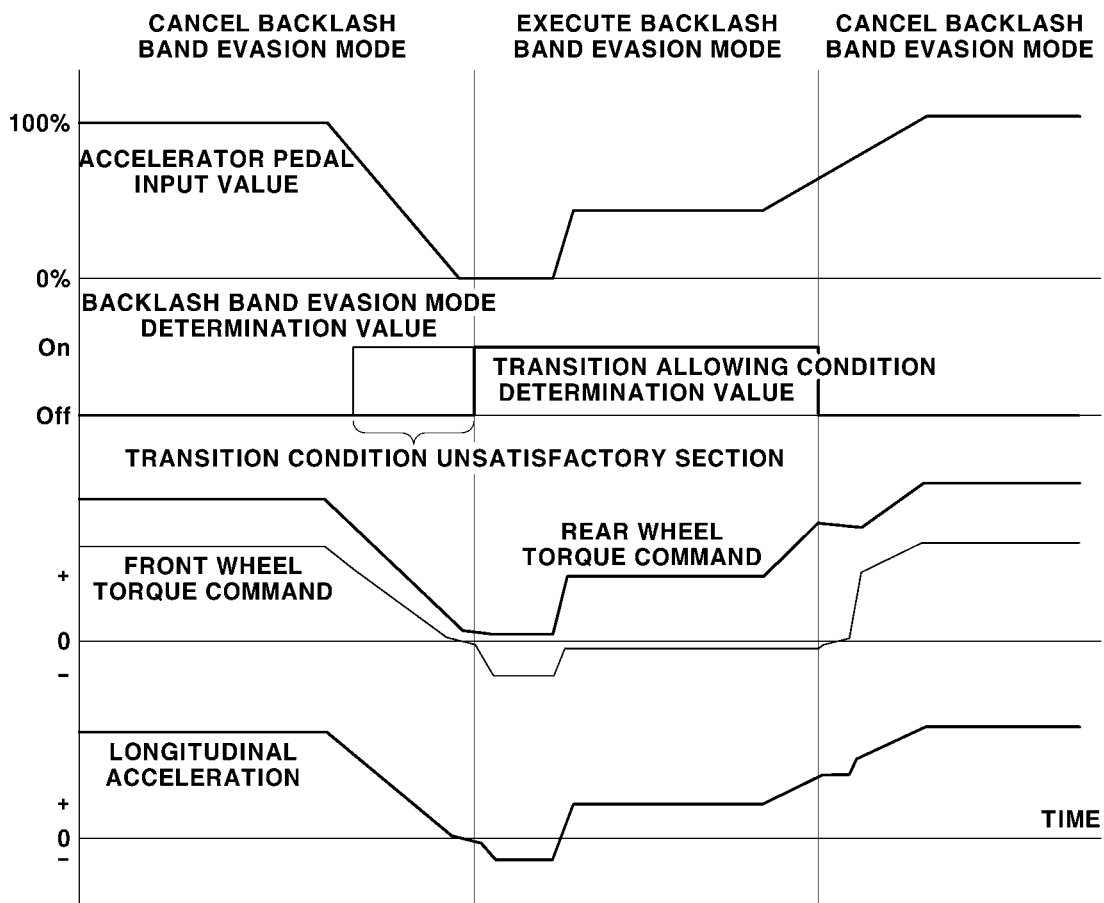 CANCEL BACKLASH
BAND EVASION MODE
EXECUTE BACKLASH
BAND EVASION MODE
CANCEL BACKLASH
BAND EVASION MODE
100%
ACCELERATOR PEDAL
INPUT VALUE
0%
BACKLASH BAND EVASION MODE
DETERMINATION VALUE
On
TRANSITION ALLOWING CONDITION
DETERMINATION VALUE
Off
TRANSITION CONDITION UNSATISFACTORY SECTION
REAR WHEEL
TORQUE COMMAND
FRONT WHEEL
TORQUE COMMAND
+
0
−
LONGITUDINAL
ACCELERATION
+
0
−
TIME